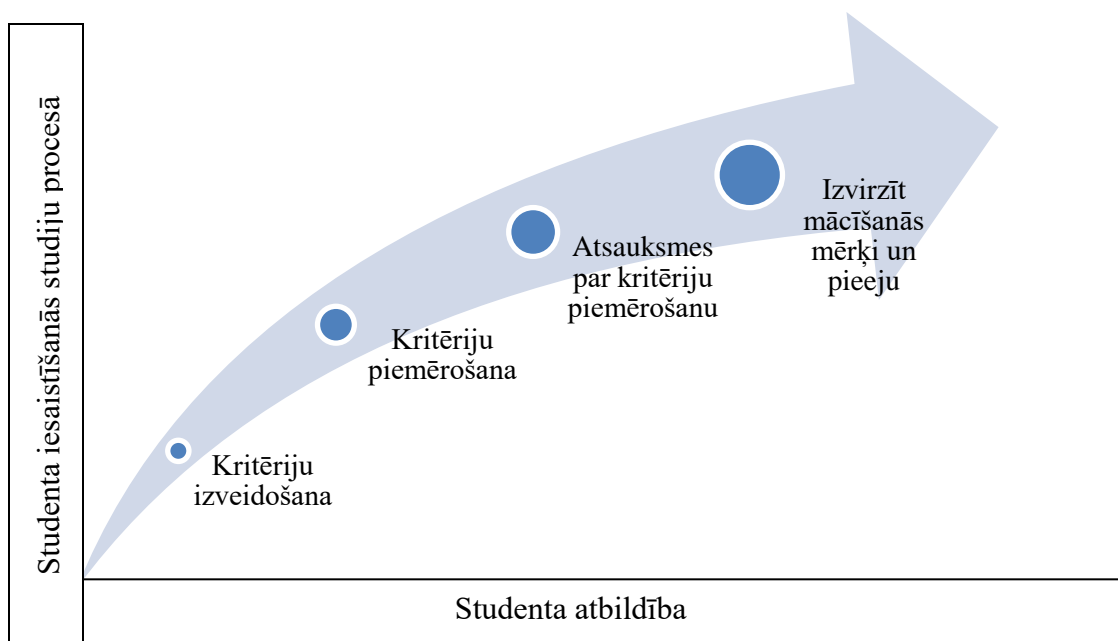 Studenta iesaistīšanās studiju procesā
Kritēriju
izveidošana
Kritēriju
piemērošana
Atsauksmes
par kritēriju
piemērošanu
Izvirzīt
mācīšanās
mērķi un
pieeju
Studenta atbildība